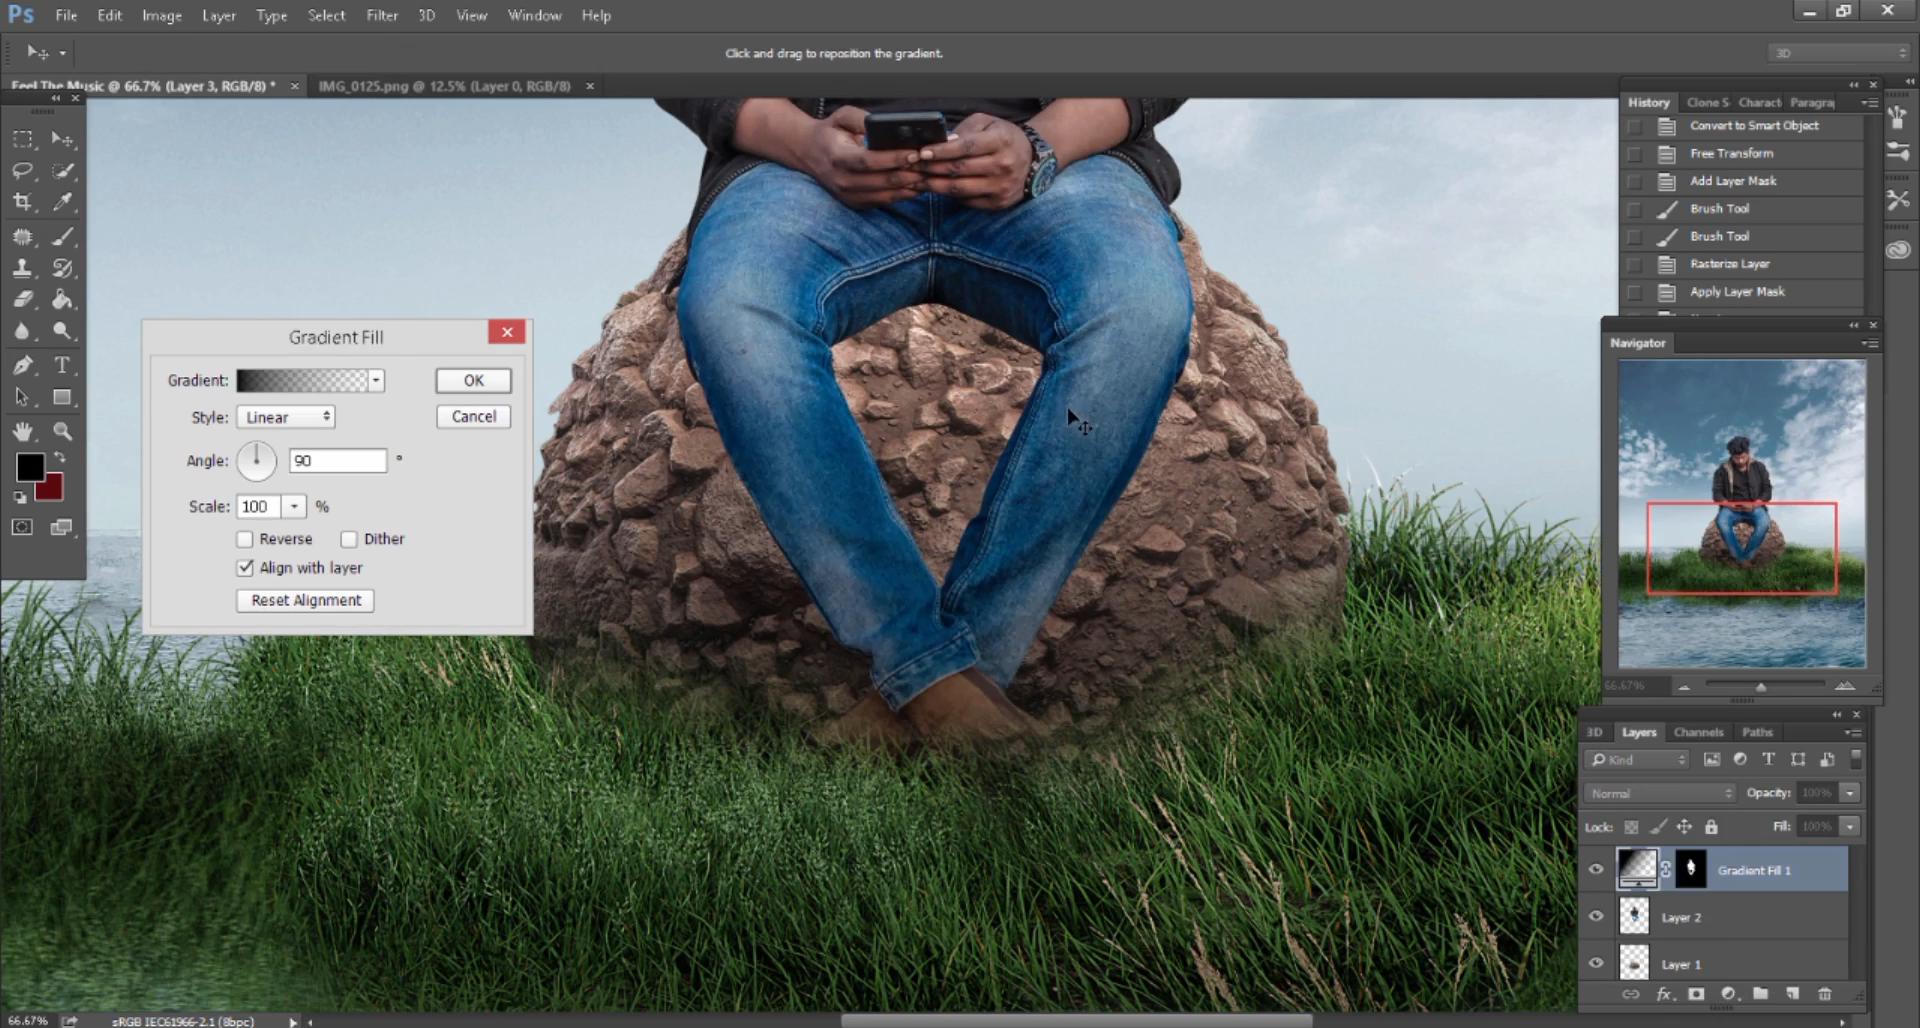 Ps File Edit Image Layer Type Select Filter 3D View Window Help
Click and drag to reposition the gradient.
3D
Feel The Music @ 66.7% (Layer 3, RGB/8) *
IMG_0125.png @ 12.5% (Layer 0, RGB/8)
History Clone S Charact Paragra
Convert to Smart Object
Free Transform
Add Layer Mask
Brush Tool
Brush Tool
Rasterize Layer
Apply Layer Mask
Gradient Fill
Gradient:
OK
Style: Linear
Cancel
Angle: 90 °
Scale: 100 %
Reverse Dither
Align with layer
Reset Alignment
Navigator
66.67%
3D Layers Channels Paths
Kind
Normal Opacity: 100%
Lock: Fill: 100%
Gradient Fill 1
Layer 2
Layer 1
66.67% sRGB IEC61966-2.1 (8bpc)